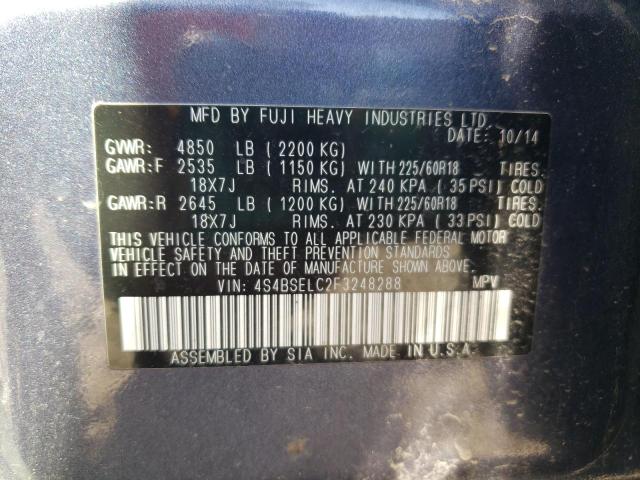 MFD BY FUJI HEAVY INDUSTRIES LTD.
DATE: 10/14
GVWR: 4850 LB (2200 KG)
GAWR:F 2535 LB (1150 KG) WITH 225/60R18 TIRES.
18X7J RIMS. AT 240 KPA (35 PSI) COLD
GAWR:R 2645 LB (1200 KG) WITH 225/60R18 TIRES.
18X7J RIMS. AT 230 KPA (33 PSI) COLD
THIS VEHICLE CONFORMS TO ALL APPLICABLE FEDERAL MOTOR
VEHICLE SAFETY AND THEFT PREVENTION STANDARDS
IN EFFECT ON THE DATE OF MANUFACTURE SHOWN ABOVE.
VIN: 4S4BSELC2F3248288 MPV
ASSEMBLED BY SIA INC. MADE IN U.S.A.